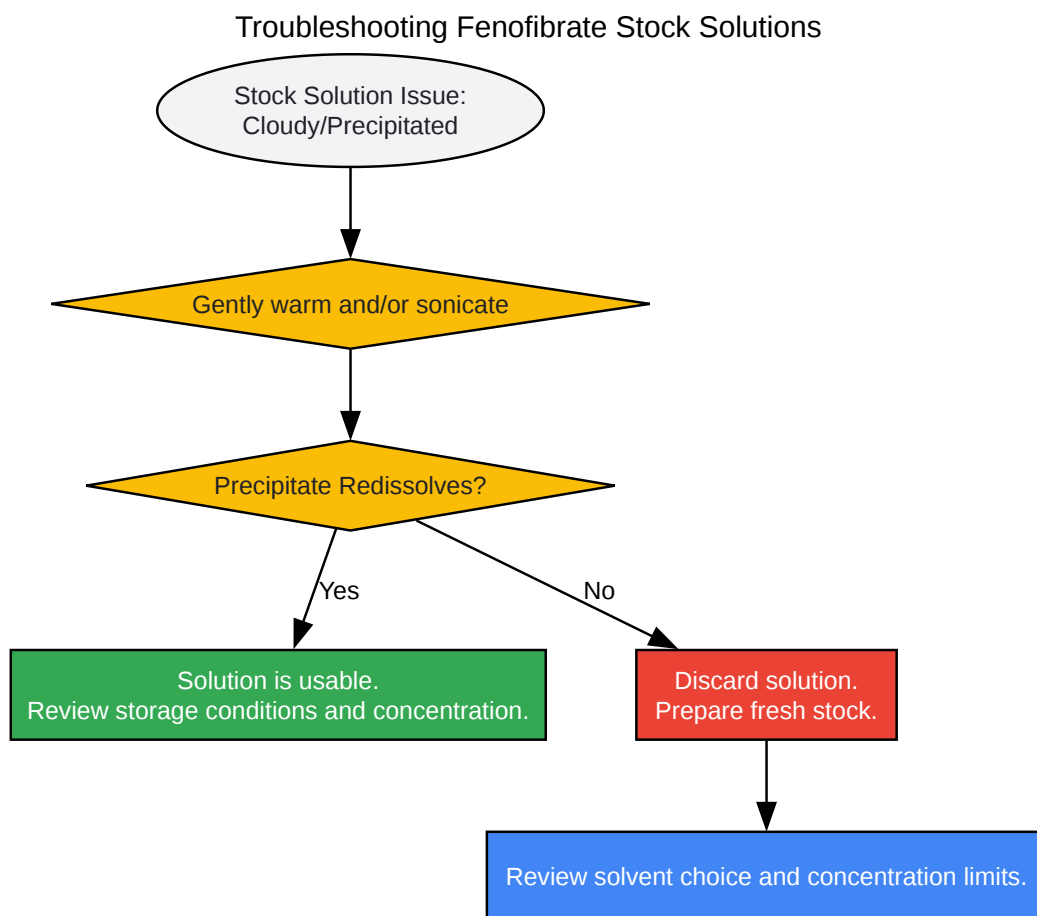 Troubleshooting Fenofibrate Stock Solutions
Stock Solution Issue:
Cloudy/Precipitated
Gently warm and/or sonicate
Precipitate Redissolves?
Yes
No
Solution is usable.
Review storage conditions and concentration.
Discard solution.
Prepare fresh stock.
Review solvent choice and concentration limits.